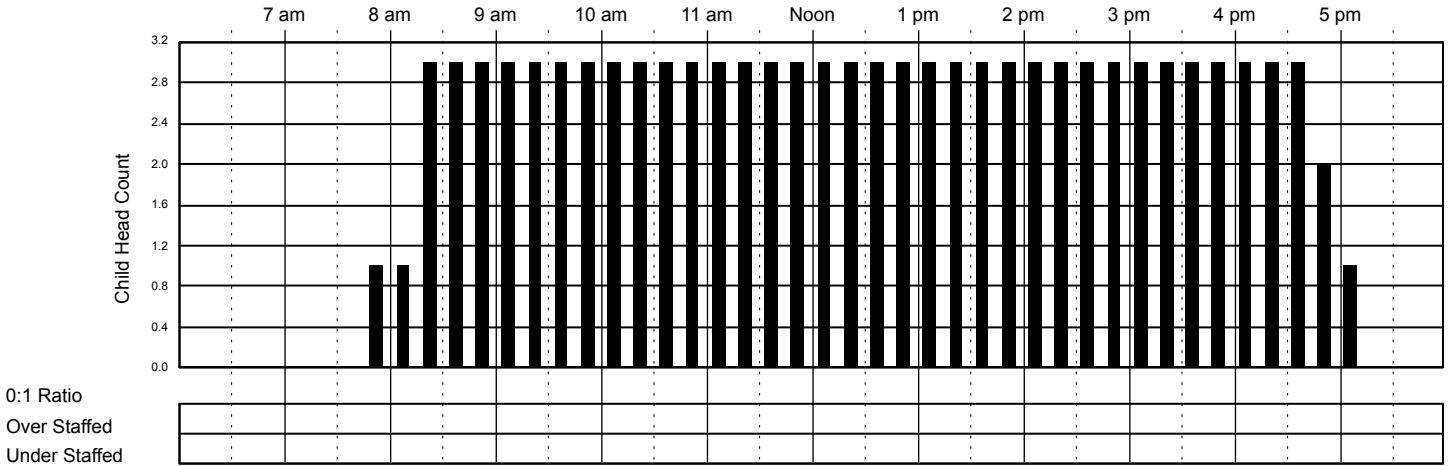 7 am 8 am 9 am 10 am 11 am Noon 1 pm 2 pm 3 pm 4 pm 5 pm
3.2
2.8
2.4
2.0
1.6
1.2
0.8
0.4
0.0
Child Head Count
0:1 Ratio
Over Staffed
Under Staffed